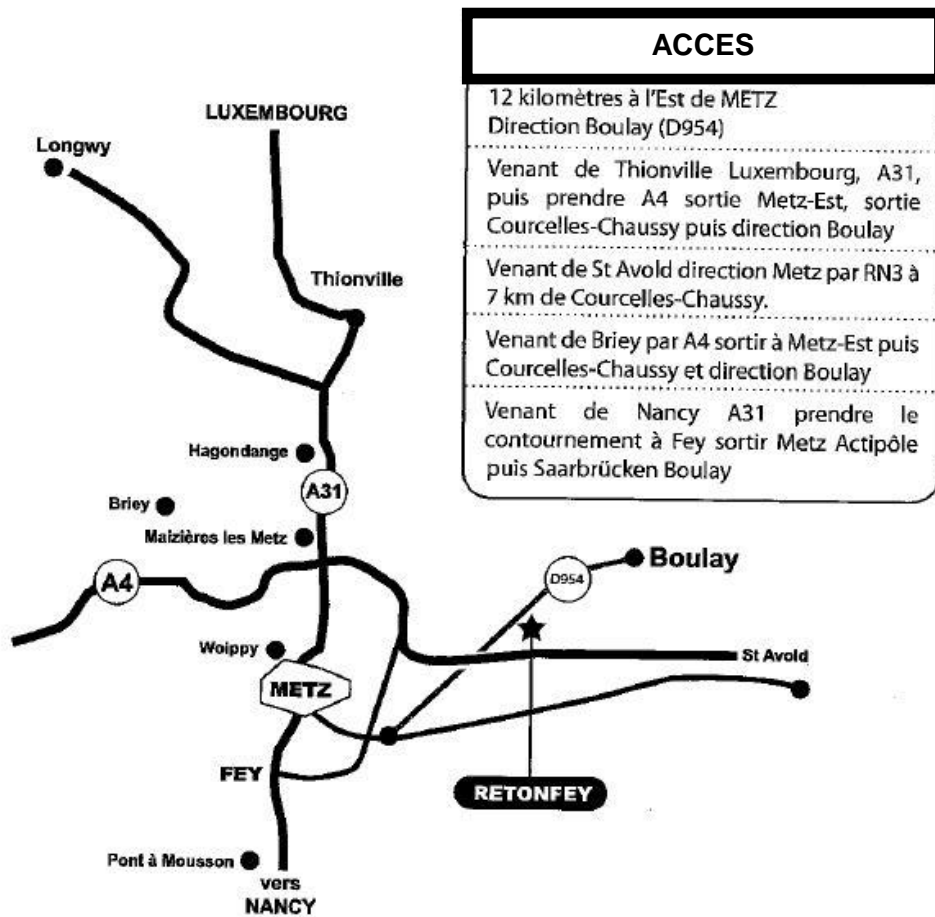 ACCES
12 kilomètres à l'Est de METZ
Direction Boulay (D954)
Venant de Thionville Luxembourg, A31,
puis prendre A4 sortie Metz-Est, sortie
Courcelles-Chaussy puis direction Boulay
Venant de St Avold direction Metz par RN3 à
7 km de Courcelles-Chaussy.
Venant de Briey par A4 sortir à Metz-Est puis
Courcelles-Chaussy et direction Boulay
Venant de Nancy A31 prendre le
contournement à Fey sortir Metz Actipôle
puis Saarbrücken Boulay
LUXEMBOURG
Longwy
Thionville
Hagondange
A31
Briey
Maizières les Metz
A4
Boulay
D954
Woippy
St Avold
METZ
FEY
RETONFEY
Pont à Mousson
vers
NANCY